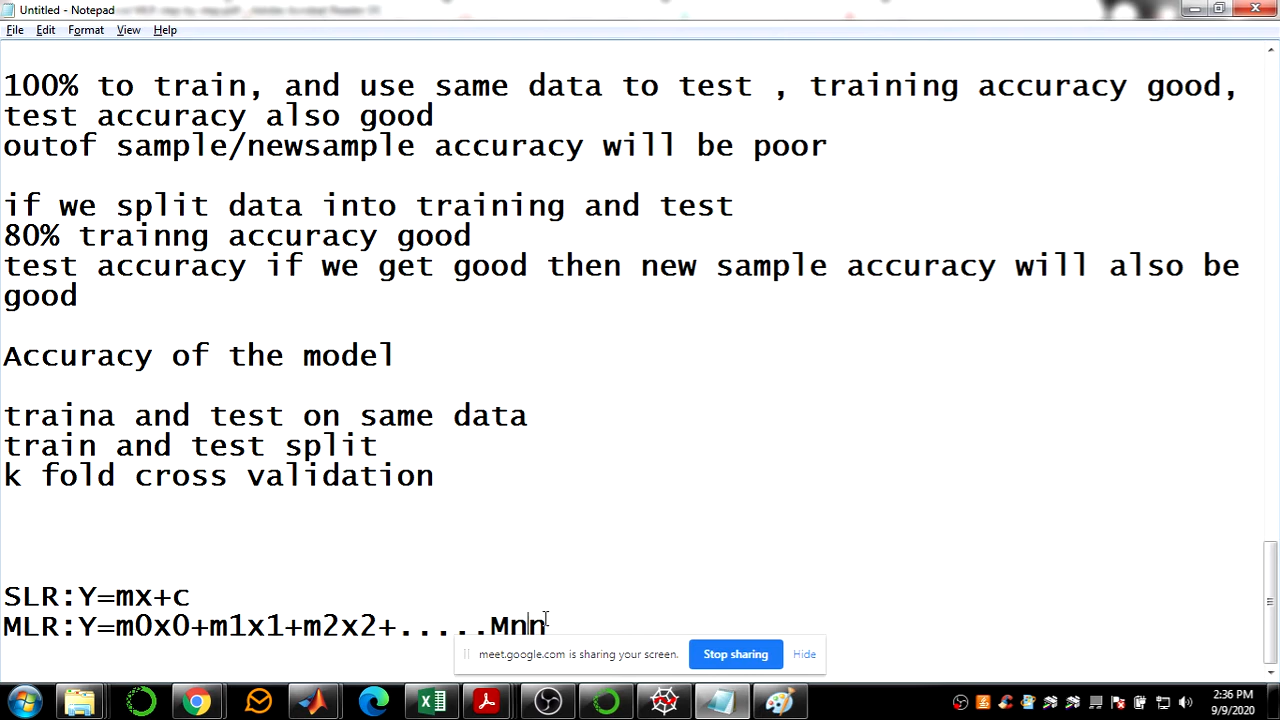 Untitled - Notepad
File Edit Format View Help
100% to train, and use same data to test , training accuracy good,
test accuracy also good
outof sample/newsample accuracy will be poor
if we split data into training and test
80% trainng accuracy good
test accuracy if we get good then new sample accuracy will also be
good
Accuracy of the model
traina and test on same data
train and test split
k fold cross validation
SLR:Y=mx+c
MLR:Y=m0x0+m1x1+m2x2+.....Mnn
meet.google.com is sharing your screen. Stop sharing Hide
2:36 PM
9/9/2020